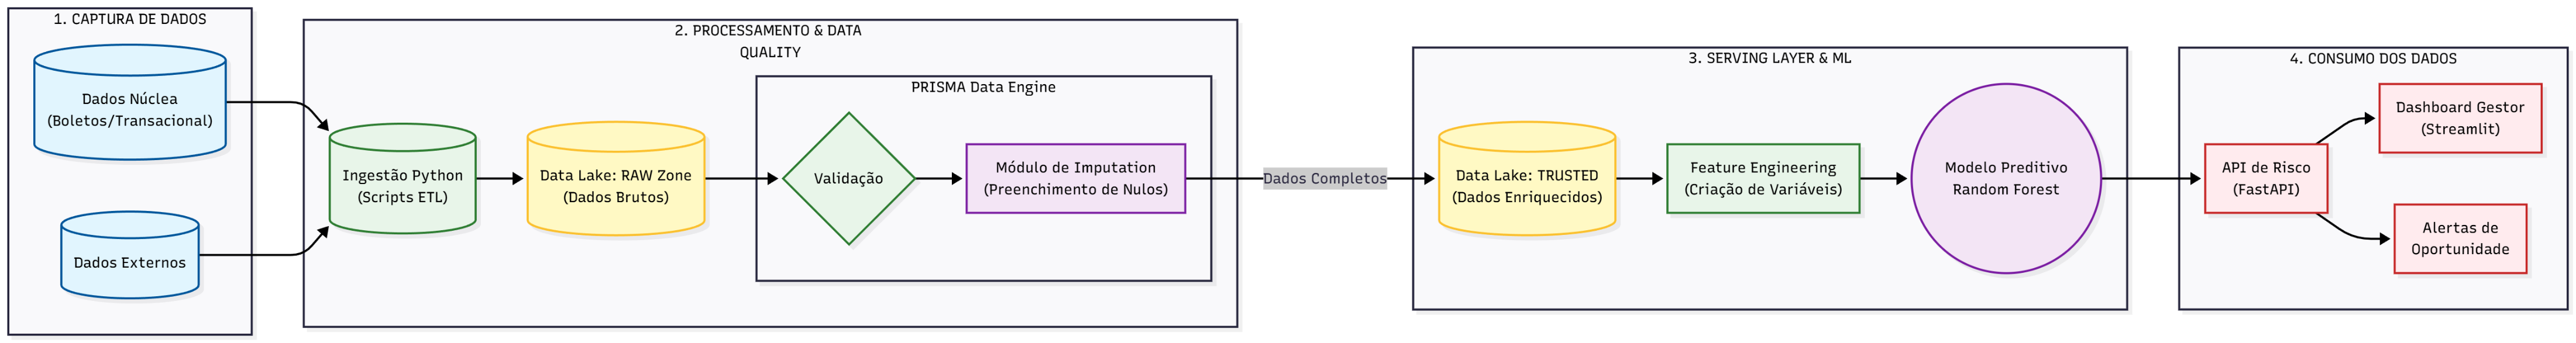 1. CAPTURA DE DADOS
Dados Núclea
(Boletos/Transacional)
Dados Externos
2. PROCESSAMENTO & DATA
QUALITY
Ingestão Python
(Scripts ETL)
Data Lake: RAW Zone
(Dados Brutos)
PRISMA Data Engine
Validação
Módulo de Imputation
(Preenchimento de Nulos)
Dados Completos
3. SERVING LAYER & ML
Data Lake: TRUSTED
(Dados Enriquecidos)
Feature Engineering
(Criação de Variáveis)
Modelo Preditivo
Random Forest
4. CONSUMO DOS DADOS
API de Risco
(FastAPI)
Dashboard Gestor
(Streamlit)
Alertas de
Oportunidade